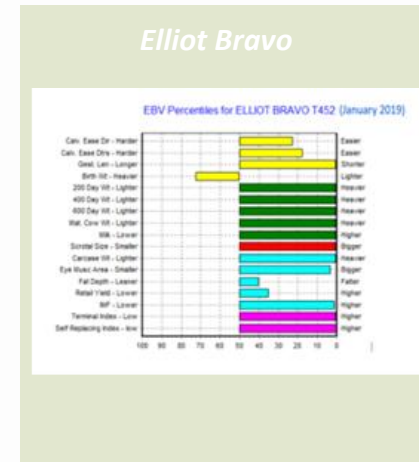 Elliot Bravo
EBV Percentiles for ELLIOT BRAVO T452 (January 2019)
Calv. Ease Dir - Harder Easier
Calv. Ease Dtrs - Harder Easier
Gest. Len - Longer Shorter
Birth Wt - Heavier Lighter
200 Day Wt - Lighter Heavier
400 Day Wt - Lighter Heavier
600 Day Wt - Lighter Heavier
Mat. Cow Wt - Lighter Heavier
Milk - Lower Higher
Scrotal Size - Smaller Bigger
Carcase Wt - Lighter Heavier
Eye Musc Area - Smaller Bigger
Fat Depth - Leaner Fatter
Retail Yield - Lower Higher
IMF - Lower Higher
Terminal Index - Low Higher
Self Replacing Index - low Higher
100 90 80 70 60 50 40 30 20 10 0